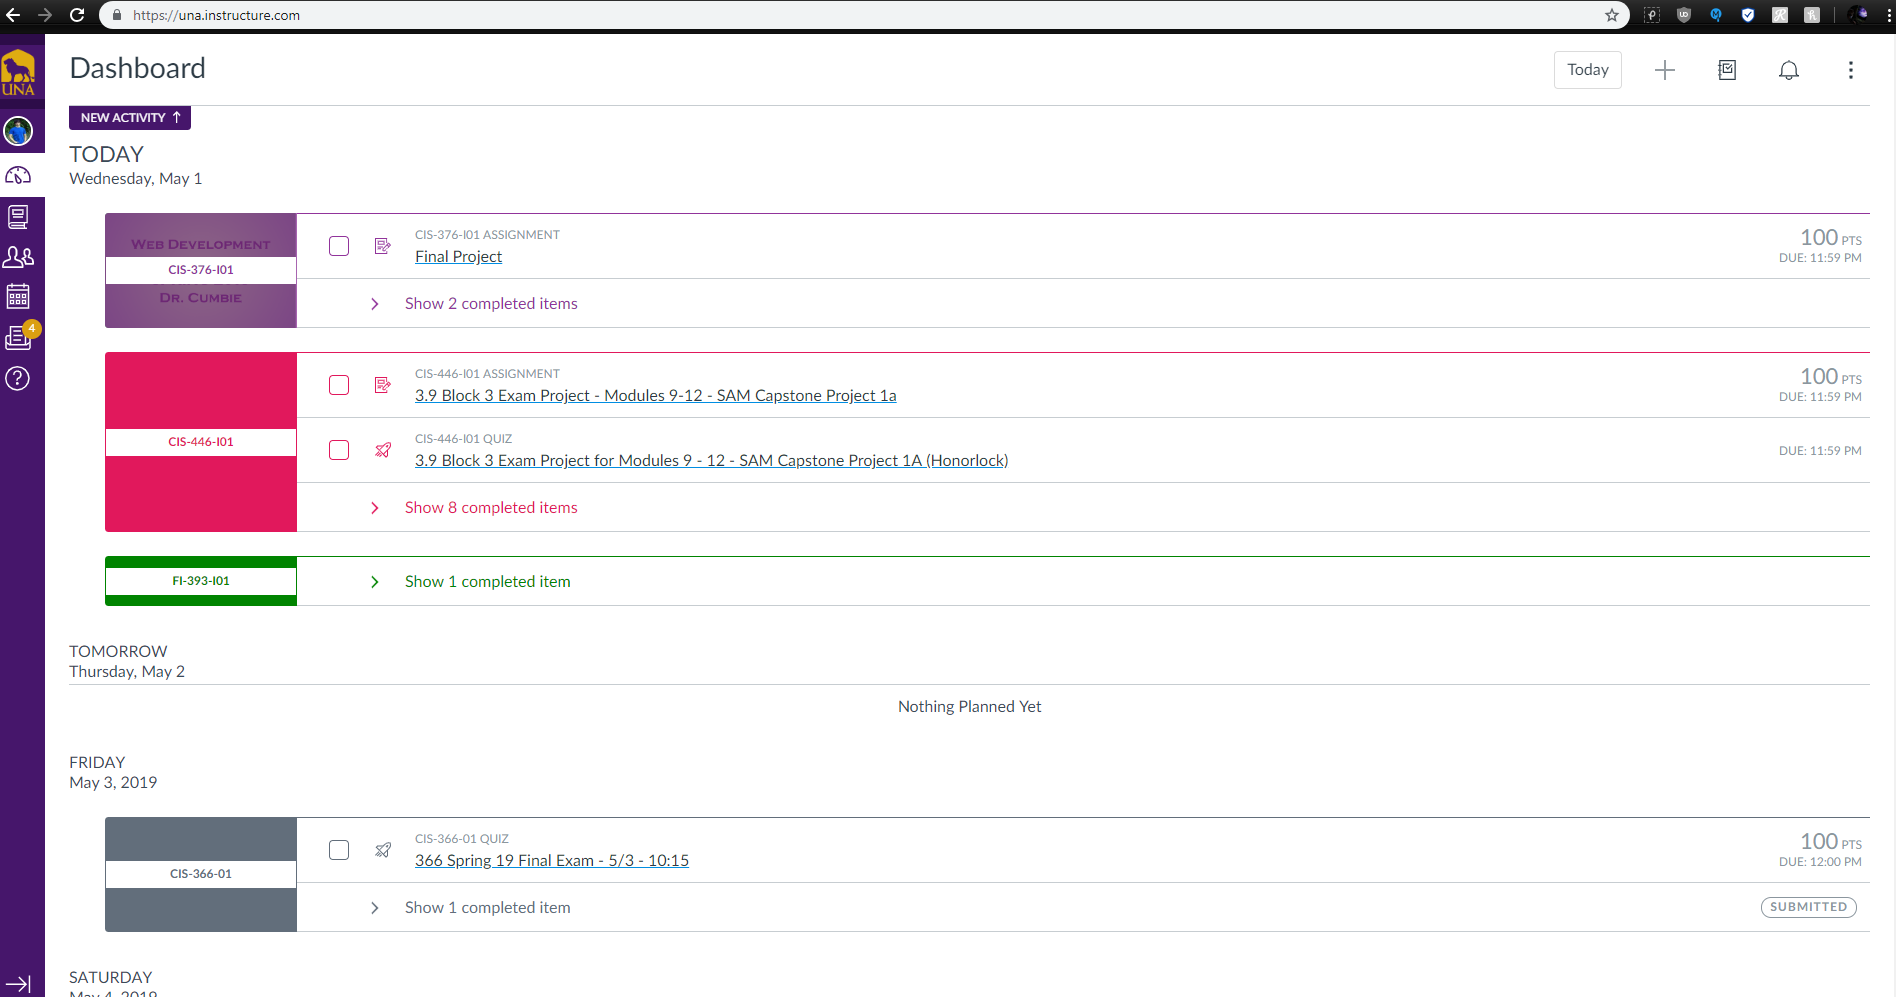 https://una.instructure.com
UNA
Dashboard
Today
NEW ACTIVITY ↑
TODAY
Wednesday, May 1
WEB DEVELOPMENT
CIS-376-I01
DR. CUMBIE
CIS-376-I01 ASSIGNMENT
Final Project
100 PTS
DUE: 11:59 PM
Show 2 completed items
4
CIS-446-I01
CIS-446-I01 ASSIGNMENT
3.9 Block 3 Exam Project - Modules 9-12 - SAM Capstone Project 1a
100 PTS
DUE: 11:59 PM
CIS-446-I01 QUIZ
3.9 Block 3 Exam Project for Modules 9 - 12 - SAM Capstone Project 1A (Honorlock)
DUE: 11:59 PM
Show 8 completed items
FI-393-I01
Show 1 completed item
TOMORROW
Thursday, May 2
Nothing Planned Yet
FRIDAY
May 3, 2019
CIS-366-01
CIS-366-01 QUIZ
366 Spring 19 Final Exam - 5/3 - 10:15
100 PTS
DUE: 12:00 PM
Show 1 completed item
SUBMITTED
SATURDAY
May 4, 2019